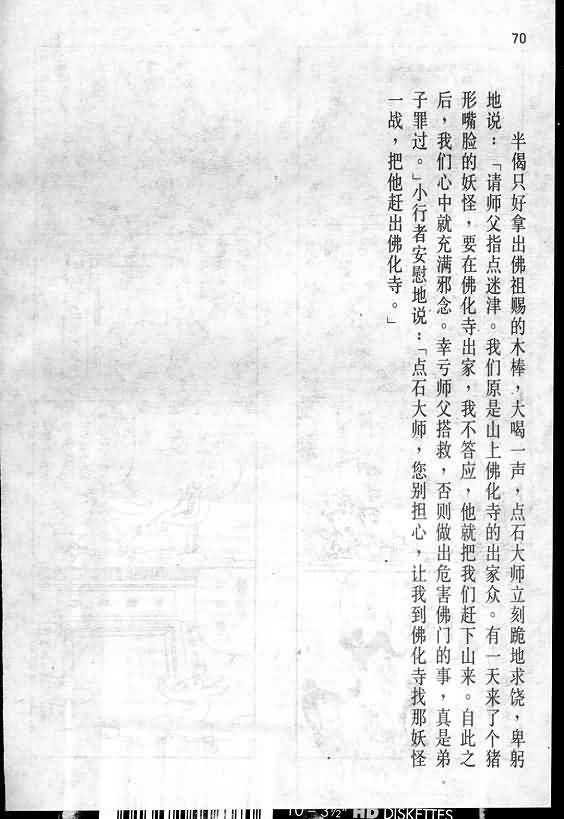 70
半偈只好拿出佛祖赐的木棒，大喝一声，点石大师立刻跪地求饶，卑躬
地说：「请师父指点迷津。我们原是山上佛化寺的出家众。有一天来了个猪
形嘴脸的妖怪，要在佛化寺出家，我不答应，他就把我们赶下山来。自此之
后，我们心中就充满邪念。幸亏师父搭救，否则做出危害佛门的事，真是弟
子罪过。」小行者安慰地说：「点石大师，您别担心，让我到佛化寺找那妖怪
一战，把他赶出佛化寺。」
10 – 3½" HD DISKETTES